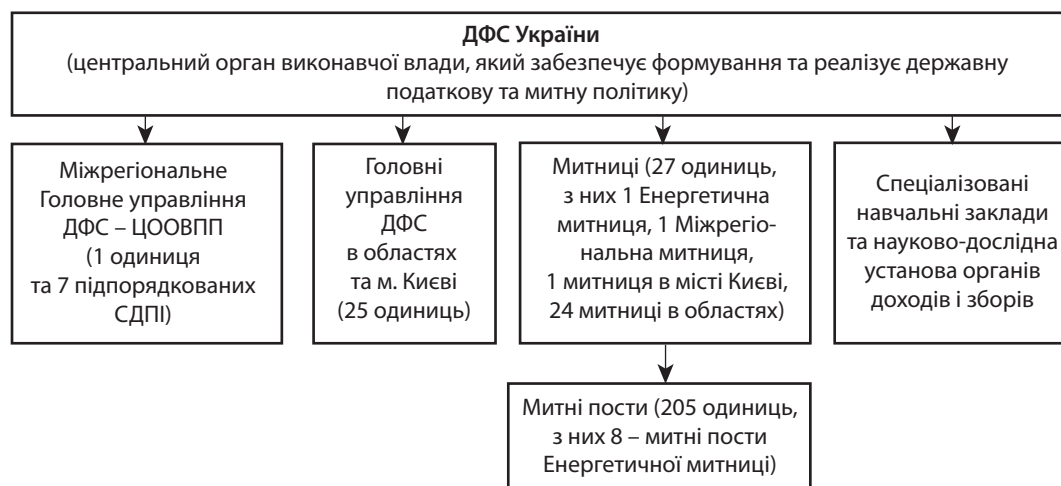 ДФС України
(центральний орган виконавчої влади, який забезпечує формування та реалізує державну
податкову та митну політику)
Міжрегіональне
Головне управління
ДФС – ЦООВПП
(1 одиниця
та 7 підпорядкованих
СДПІ)
Головні
управління
ДФС
в областях
та м. Києві
(25 одиниць)
Митниці (27 одиниць,
з них 1 Енергетична
митниця, 1 Міжрегіо-
нальна митниця,
1 митниця в місті Києві,
24 митниці в областях)
Спеціалізовані
навчальні заклади
та науково-дослідна
установа органів
доходів і зборів
Митні пости (205 одиниць,
з них 8 – митні пости
Енергетичної митниці)